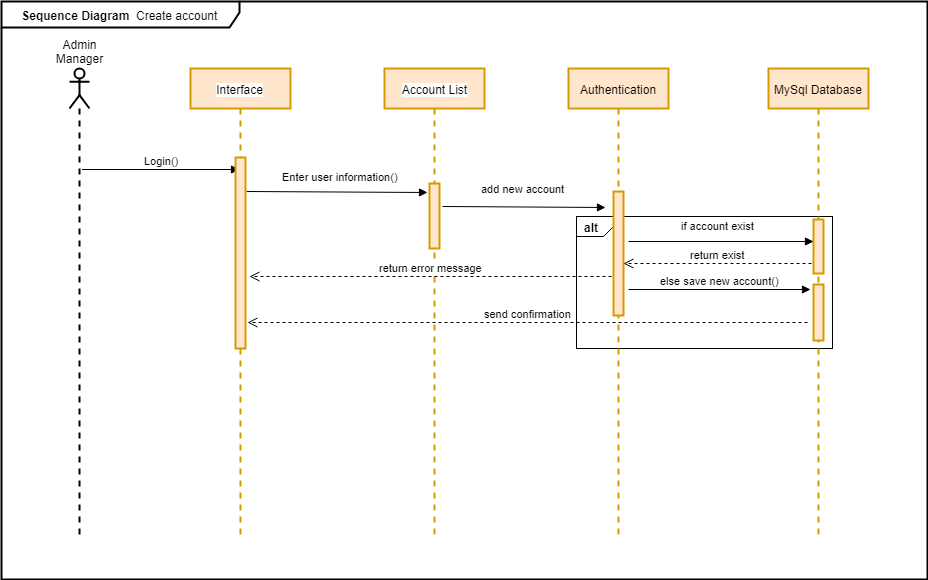 Sequence Diagram Create account
Admin
Manager
Interface
Account List
Authentication
MySql Database
Login()
Enter user information()
add new account
alt
if account exist
return exist
return error message
else save new account()
send confirmation